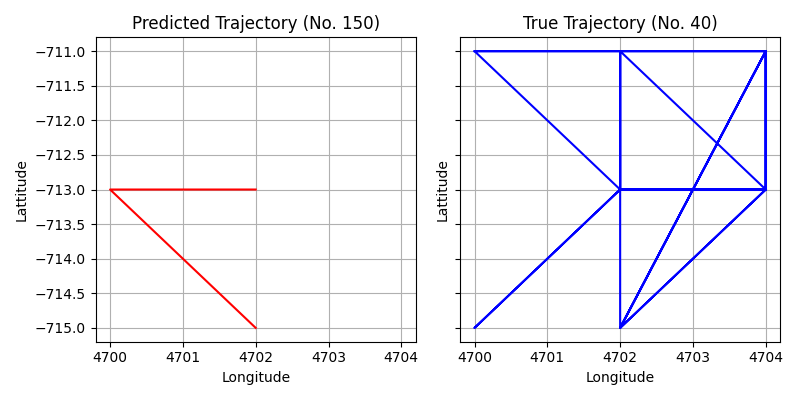 Predicted Trajectory (No. 150)
True Trajectory (No. 40)
Lattitude
−711.0
−711.5
−712.0
−712.5
−713.0
−713.5
−714.0
−714.5
−715.0
4700 4701 4702 4703 4704
Longitude
Lattitude
4700 4701 4702 4703 4704
Longitude